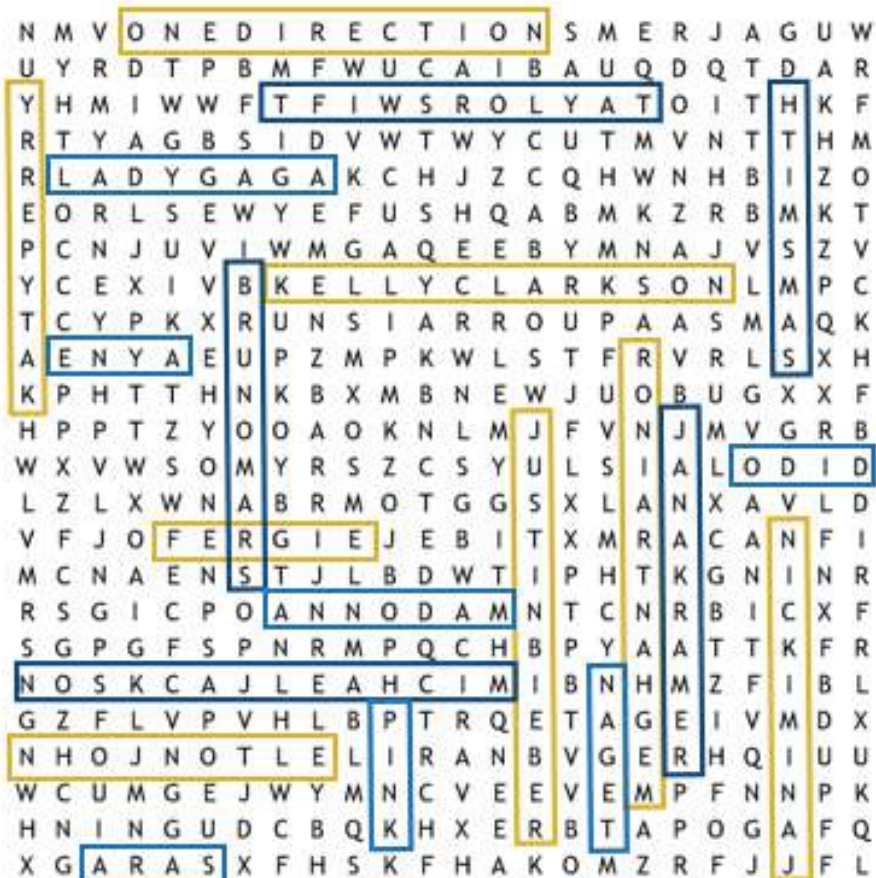 N M V O N E D I R E C T I O N S M E R J A G U W
U Y R D T P B M F W U C A I B A U Q D Q T D A R
Y H M I W W F T F I W S R O L Y A T O I T H K F
R T Y A G B S I D V W T W Y C U T M V N T T H M
R L A D Y G A G A K C H J Z C Q H W N H B I Z O
E O R L S E W Y E F U S H Q A B M K Z R B M K T
P C N J U V I W M G A Q E E B Y M N A J V S Z V
Y C E X I V B K E L L Y C L A R K S O N L M P C
T C Y P K X R U N S I A R R O U P A A S M A Q K
A E N Y A E U P Z M P K W L S T F R V R L S X H
K P H T T H N K B X M B N E W J U O B U G X X F
H P P T Z Y O O A O K N L M J F V N J M V G R B
W X V W S O M Y R S Z C S Y U L S I A L O D I D
L Z L X W N A B R M O T G G S X L A N X A V L D
V F J O F E R G I E J E B I T X M R A C A N F I
M C N A E N S T J L B D W T I P H T K G N I N R
R S G I C P O A N N O D A M N T C N R B I C X F
S G P G F S P N R M P Q C H B P Y A A T T K F R
N O S K C A J L E A H C I M I B N H M Z F I B L
G Z F L V P V H L B P T R Q E T A G E I V M D X
N H O J N O T L E L I R A N B V G E R H Q I U U
W C U M G E J W Y M N C V E E V E M P F N N P K
H N I N G U D C B Q K H X E R B T A P O G A F Q
X G A R A S X F H S K F H A K O M Z R F J J F L